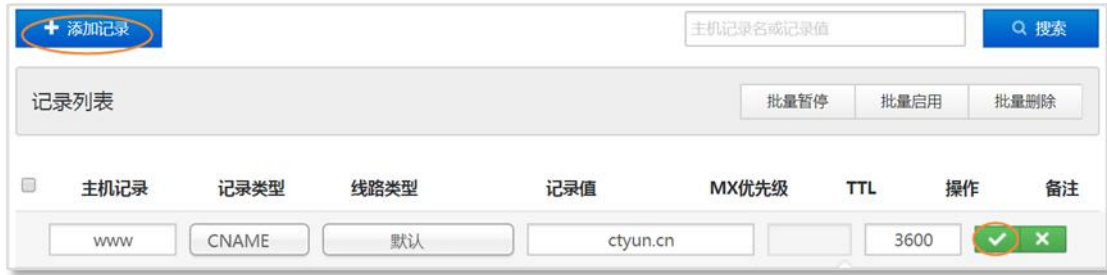 添加记录 主机记录名或记录值 搜索
记录列表 批量暂停 批量启用 批量删除
主机记录 记录类型 线路类型 记录值 MX优先级 TTL 操作 备注
www CNAME 默认 ctyun.cn 3600